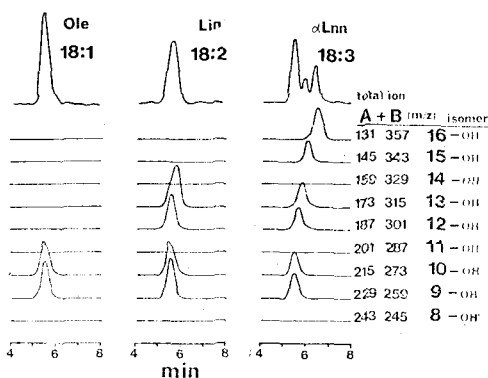 Ole Lin αLnn
18:1 18:2 18:3
total ion
A + B (m/z) isomer
131 357 16 - OH
145 343 15 - OH
159 329 14 - OH
173 315 13 - OH
187 301 12 - OH
201 287 11 - OH
215 273 10 - OH
229 259 9 - OH
243 245 8 - OH
4 6 8 4 6 8 4 6 8
min